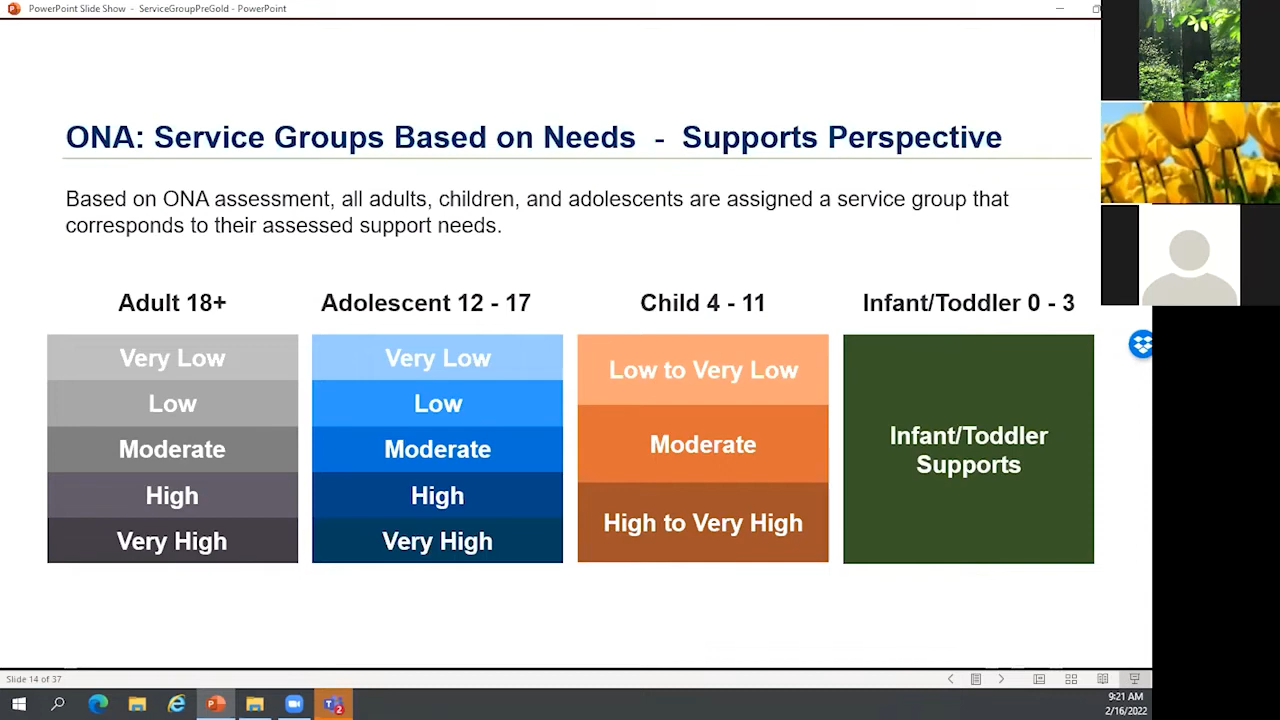 PowerPoint Slide Show - ServiceGroupPreGold - PowerPoint
ONA: Service Groups Based on Needs - Supports Perspective
Based on ONA assessment, all adults, children, and adolescents are assigned a service group that
corresponds to their assessed support needs.
Adult 18+
Very Low
Low
Moderate
High
Very High
Adolescent 12 - 17
Very Low
Low
Moderate
High
Very High
Child 4 - 11
Low to Very Low
Moderate
High to Very High
Infant/Toddler 0 - 3
Infant/Toddler
Supports
Slide 14 of 37
9:21 AM
2/16/2022
2